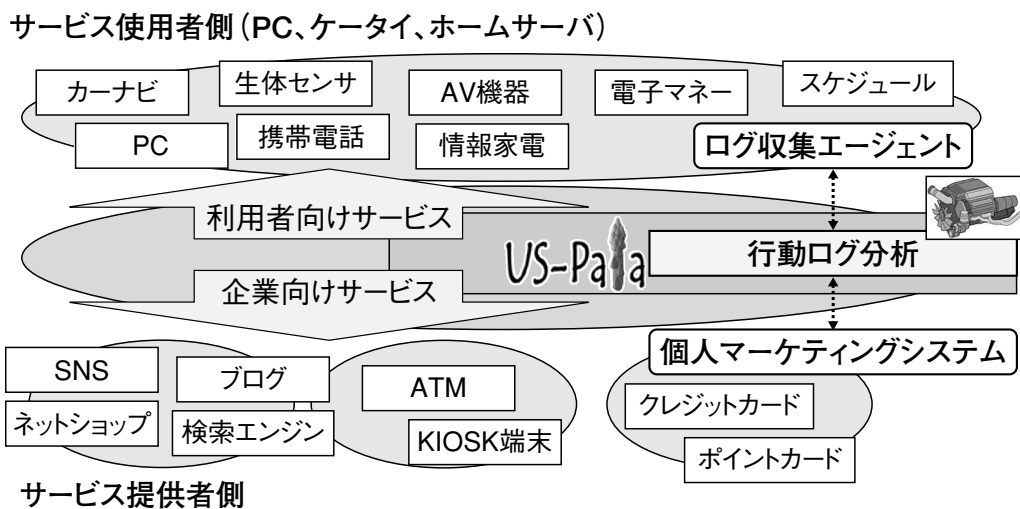 サービス使用者側（PC、ケータイ、ホームサーバ）
カーナビ
生体センサ
AV機器
電子マネー
スケジュール
PC
携帯電話
情報家電
ログ収集エージェント
利用者向けサービス
US-Pala
行動ログ分析
企業向けサービス
個人マーケティングシステム
SNS
ブログ
ATM
クレジットカード
ネットショップ
検索エンジン
KIOSK端末
ポイントカード
サービス提供者側